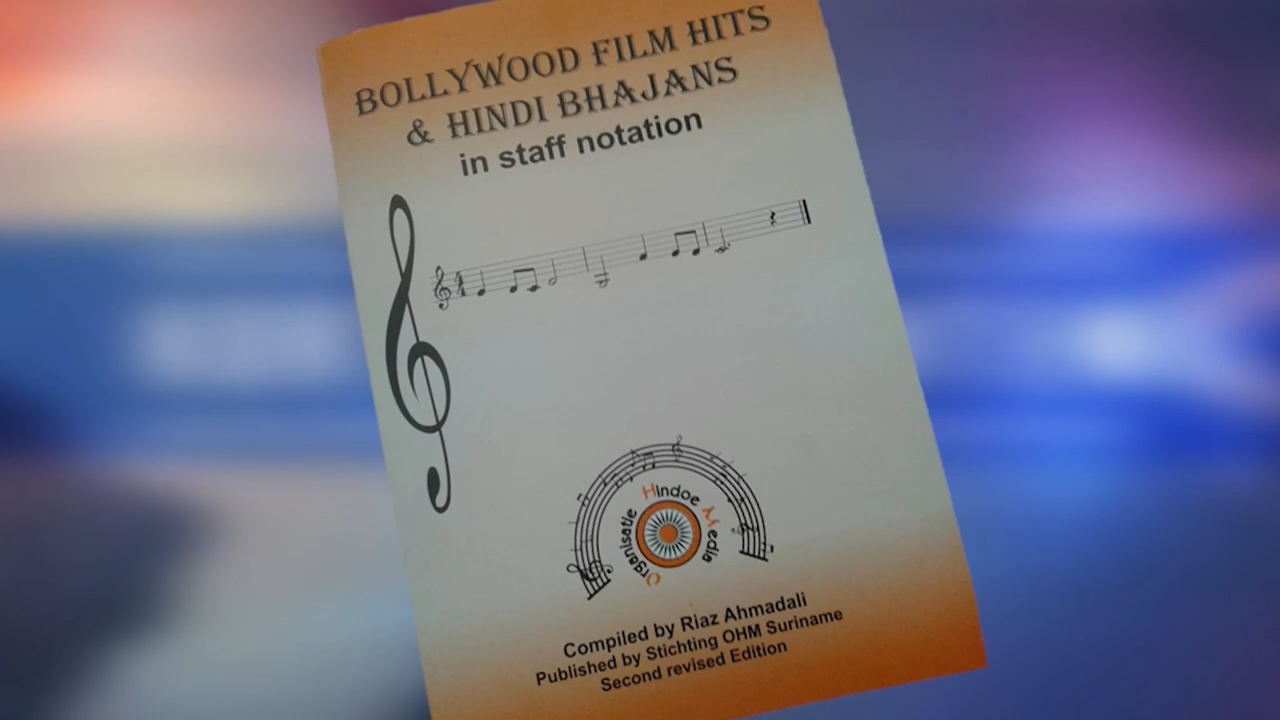 BOLLYWOOD FILM HITS
& HINDI BHAJANS
in staff notation
Organisatie Hindoe Media
Compiled by Riaz Ahmadali
Published by Stichting OHM Suriname
Second revised Edition